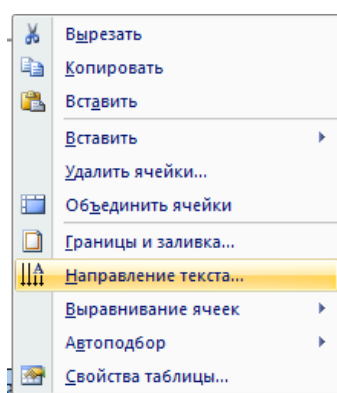 Вырезать
Копировать
Вставить
Вставить
Удалить ячейки...
Объединить ячейки
Границы и заливка...
Направление текста...
Выравнивание ячеек
Автоподбор
Свойства таблицы...